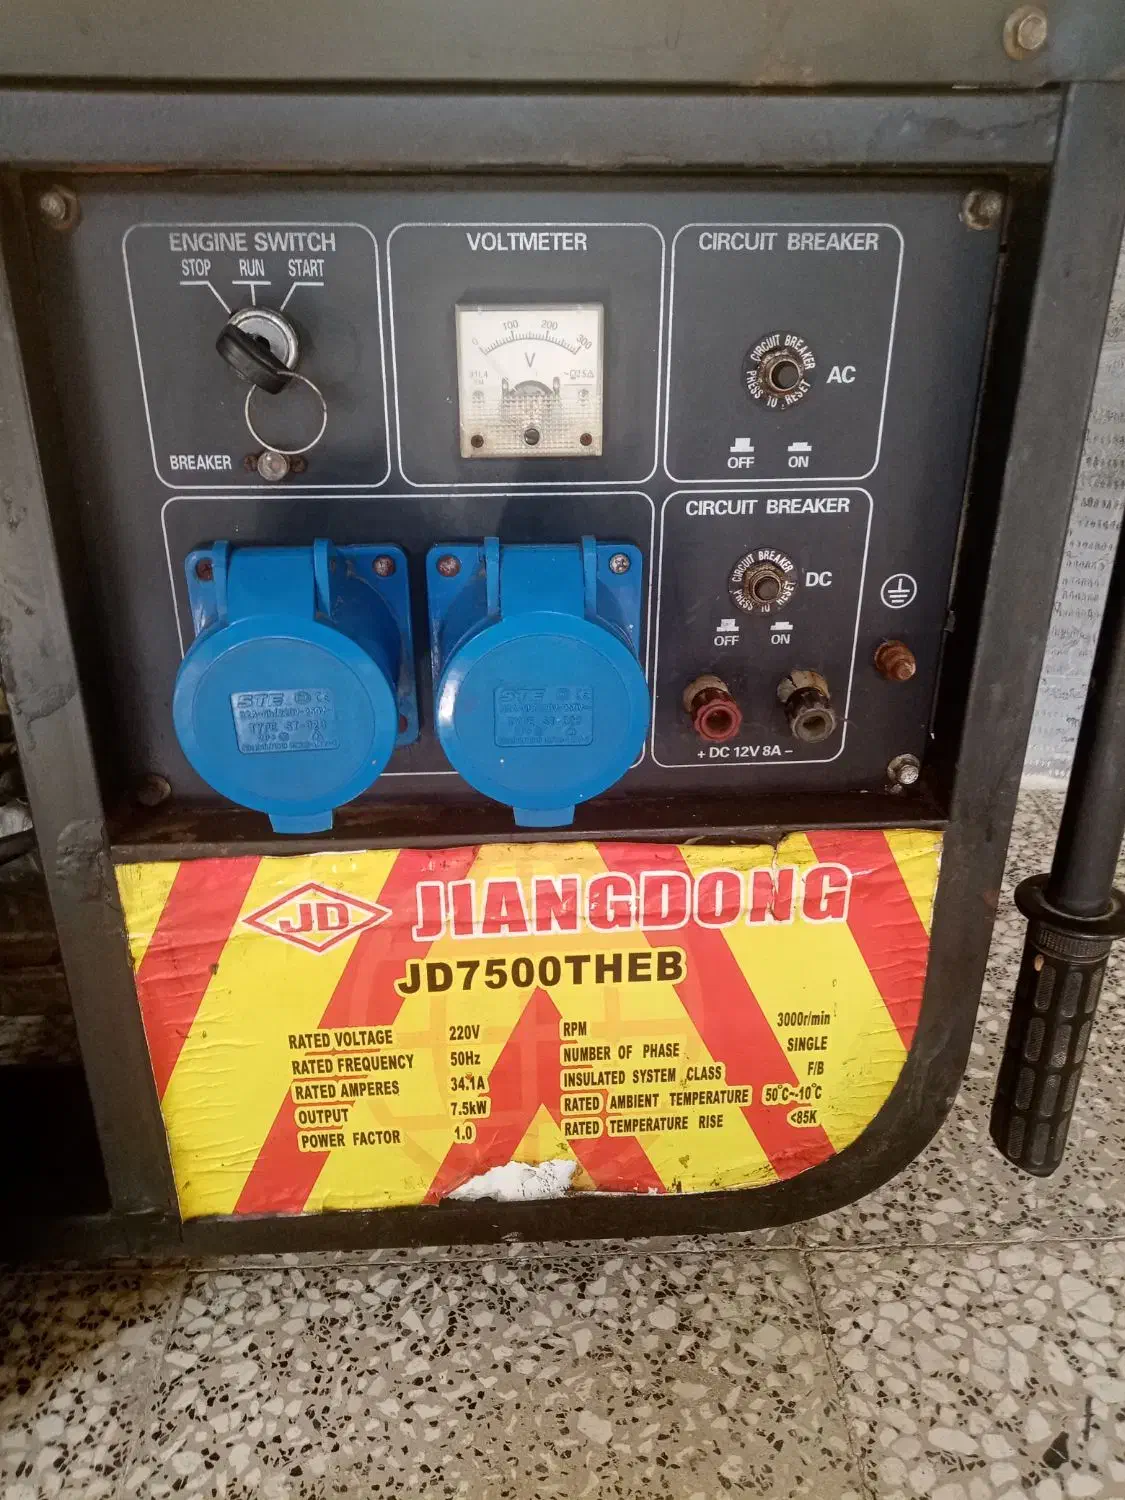 ENGINE SWITCH
STOP RUN START
BREAKER
VOLTMETER
0 100 200 300
V
CIRCUIT BREAKER
CIRCUIT BREAKER
PRESS TO RESET
AC
OFF ON
CIRCUIT BREAKER
CIRCUIT BREAKER
PRESS TO RESET
DC
OFF ON
+ DC 12V 8A −
STE
STE
JD JIANGDONG
JD7500THEB
RATED VOLTAGE 220V
RATED FREQUENCY 50Hz
RATED AMPERES 34.1A
OUTPUT 7.5kW
POWER FACTOR 1.0
RPM 3000r/min
NUMBER OF PHASE SINGLE
INSULATED SYSTEM CLASS F/B
RATED AMBIENT TEMPERATURE 50°C~-10°C
RATED TEMPERATURE RISE <85K